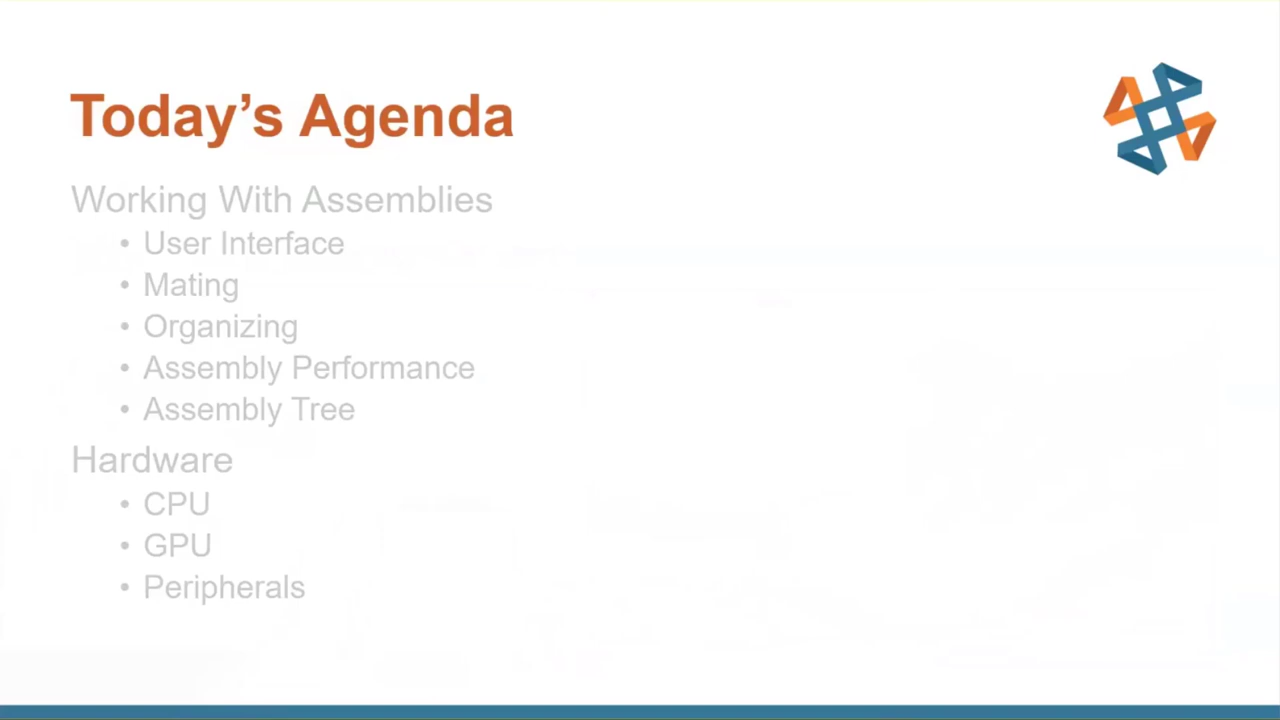 Today's Agenda
Working With Assemblies
• User Interface
• Mating
• Organizing
• Assembly Performance
• Assembly Tree
Hardware
• CPU
• GPU
• Peripherals